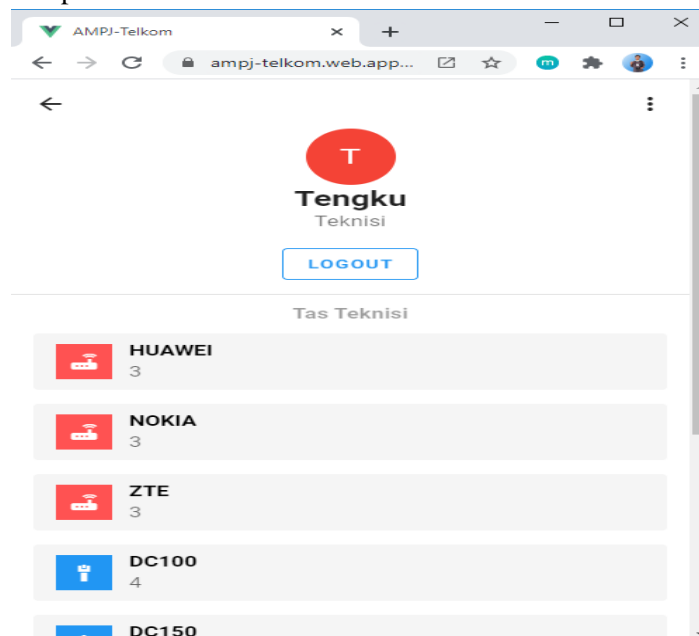 AMPJ-Telkom
ampj-telkom.web.app...
m
T
Tengku
Teknisi
LOGOUT
Tas Teknisi
HUAWEI
3
NOKIA
3
ZTE
3
DC100
4
DC150